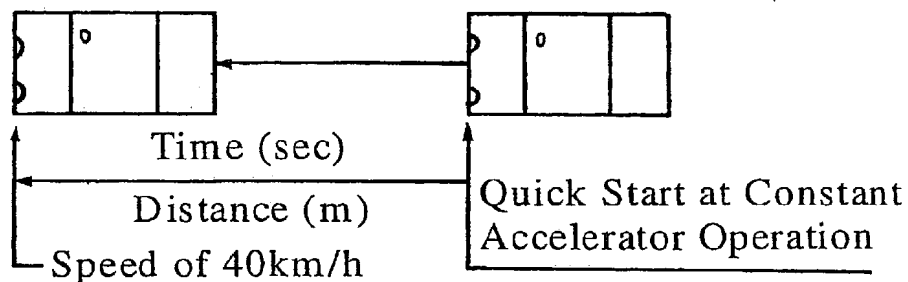 Time (sec)
Distance (m)
Speed of 40km/h
Quick Start at Constant
Accelerator Operation